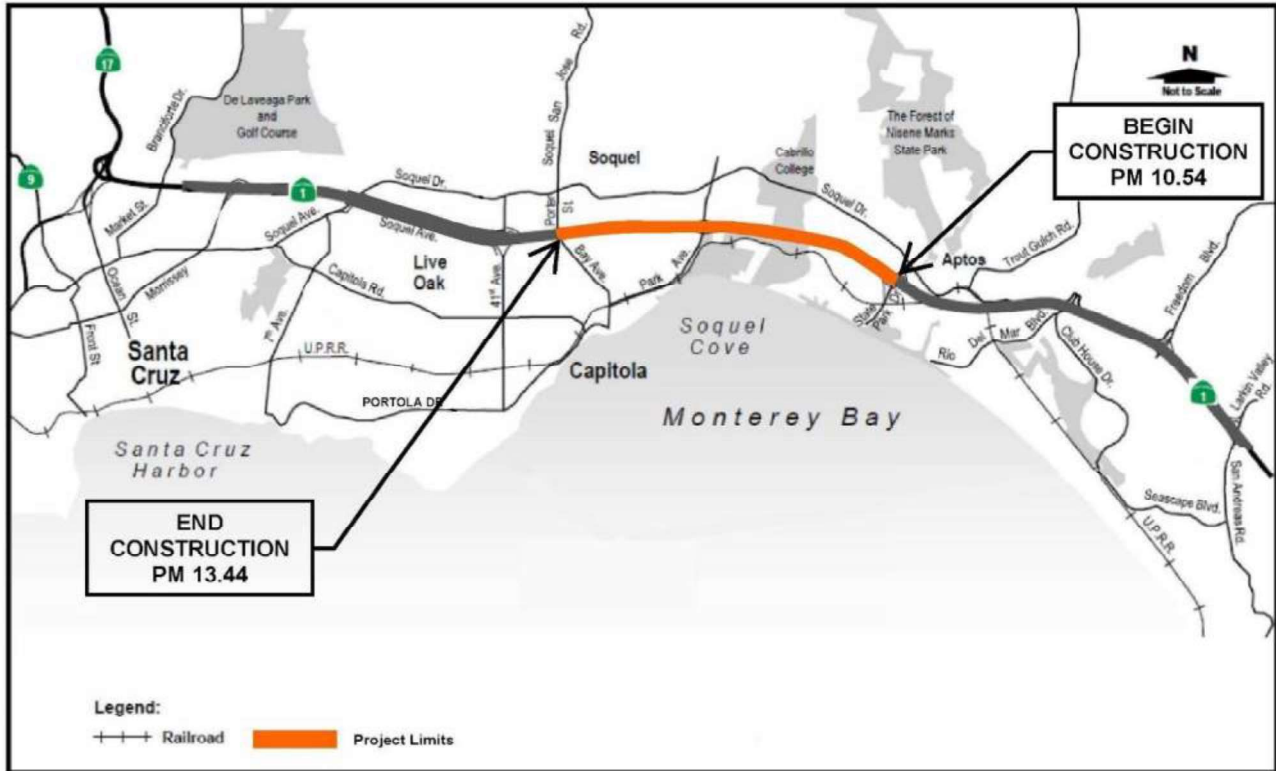 17
Branciforte Dr.
De Laveaga Park
and
Golf Course
Soquel San Jose Rd.
N
Not to Scale
BEGIN
CONSTRUCTION
PM 10.54
The Forest of
Nisene Marks
State Park
Cabrillo
College
Soquel
9
1
Soquel Dr.
Porter
St.
Soquel Dr.
Market St.
Soquel Ave.
Soquel Ave.
Live
Oak
41st Ave.
Bay Ave.
Park Ave.
Aptos
Trout Gulch Rd.
Freedom Blvd.
State
Park Dr.
Ocean
St.
Morrissey
Capitola Rd.
7th Ave.
Front St.
Santa
Cruz
U.P.R.R.
Soquel
Cove
Rio Del Mar Blvd.
Club House Dr.
1
Larkin Valley
Rd.
Capitola
PORTOLA DR.
Monterey Bay
Santa Cruz
Harbor
San Andreas Rd.
Seascape Blvd.
U.P.R.R.
END
CONSTRUCTION
PM 13.44
Legend:
Railroad
Project Limits